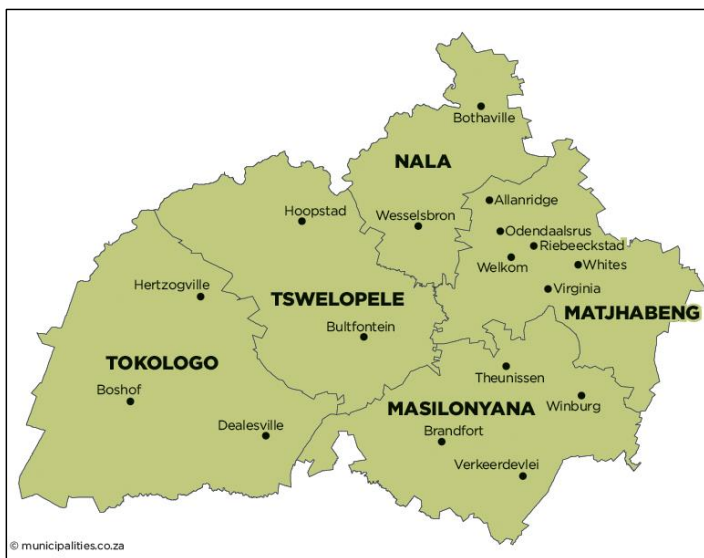 Bothaville
NALA
Allanridge
Hoopstad
Wesselsbron
Odendaalsrus
Riebeeckstad
Welkom
Whites
Hertzogville
Virginia
TSWELOPELE
MATJHABENG
Bultfontein
TOKOLOGO
Theunissen
Boshof
Winburg
MASILONYANA
Dealesville
Brandfort
Verkeerdevlei
© municipalities.co.za